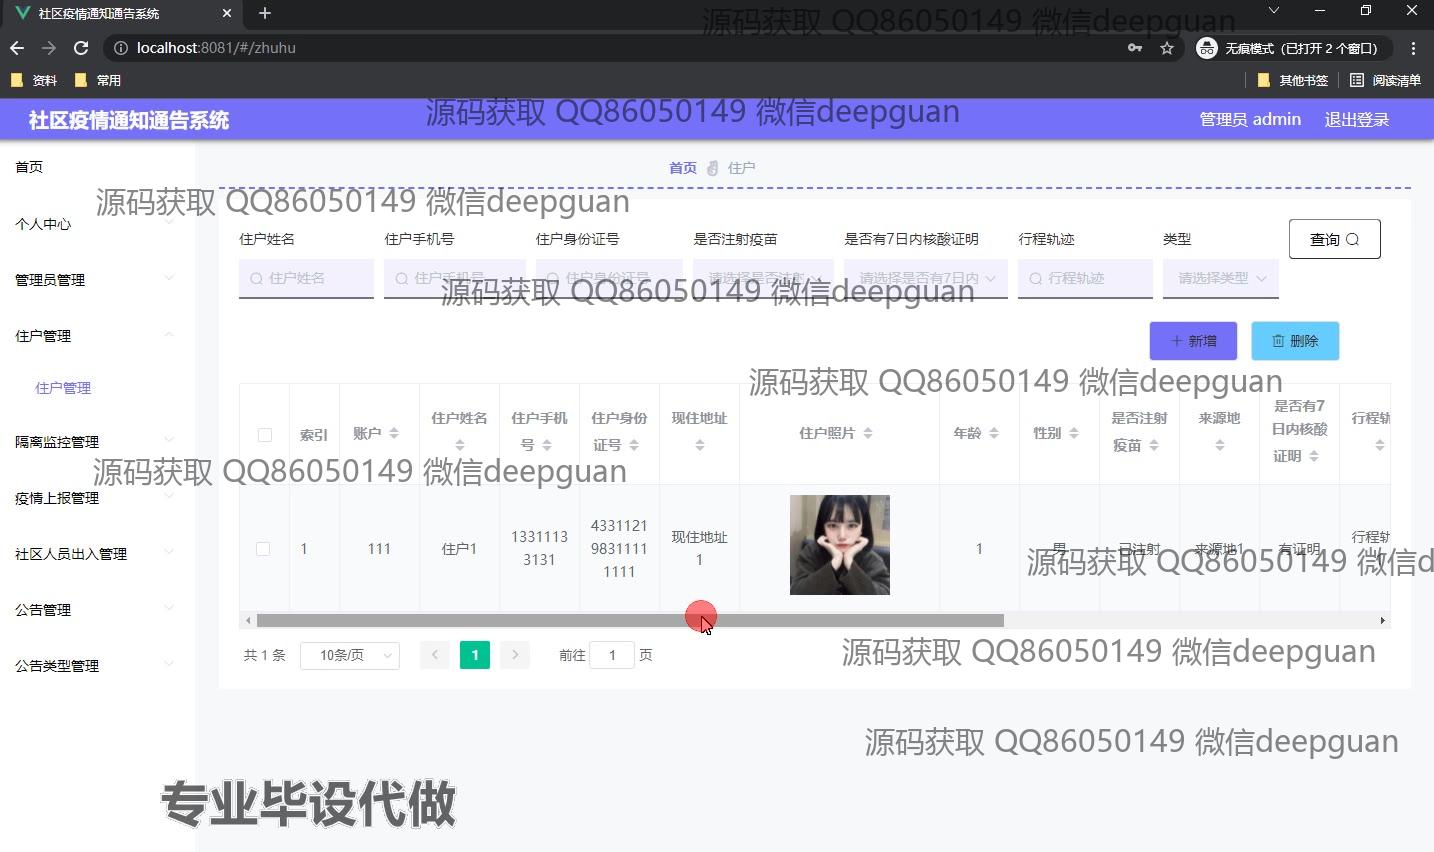 社区疫情通知通告系统
源码获取 QQ86050149 微信deepguan
localhost:8081/#/zhuhu
无痕模式（已打开 2 个窗口）
资料 常用 其他书签 阅读清单
社区疫情通知通告系统
源码获取 QQ86050149 微信deepguan
管理员 admin 退出登录
首页
首页 住户
源码获取 QQ86050149 微信deepguan
个人中心
住户姓名 住户手机号 住户身份证号 是否注射疫苗 是否有7日内核酸证明 行程轨迹 类型
查询
管理员管理
住户姓名 住户手机号 住户身份证号 请选择是否注射 请选择是否有7日内 行程轨迹 请选择类型
源码获取 QQ86050149 微信deepguan
住户管理
新增 删除
住户管理
源码获取 QQ86050149 微信deepguan
索引 账户 住户姓名 住户手机号 住户身份证号 现住地址 住户照片 年龄 性别 是否注射疫苗 来源地 是否有7日内核酸证明 行程轨
隔离监控管理
源码获取 QQ86050149 微信deepguan
疫情上报管理
1 111 住户1 13311133131 433112198311111111 现住地址1 1 男 已注射 来源地1 有证明 行程轨
社区人员出入管理
源码获取 QQ86050149 微信d
公告管理
共 1 条 10条/页 1 前往 1 页
源码获取 QQ86050149 微信deepguan
公告类型管理
源码获取 QQ86050149 微信deepguan
专业毕设代做